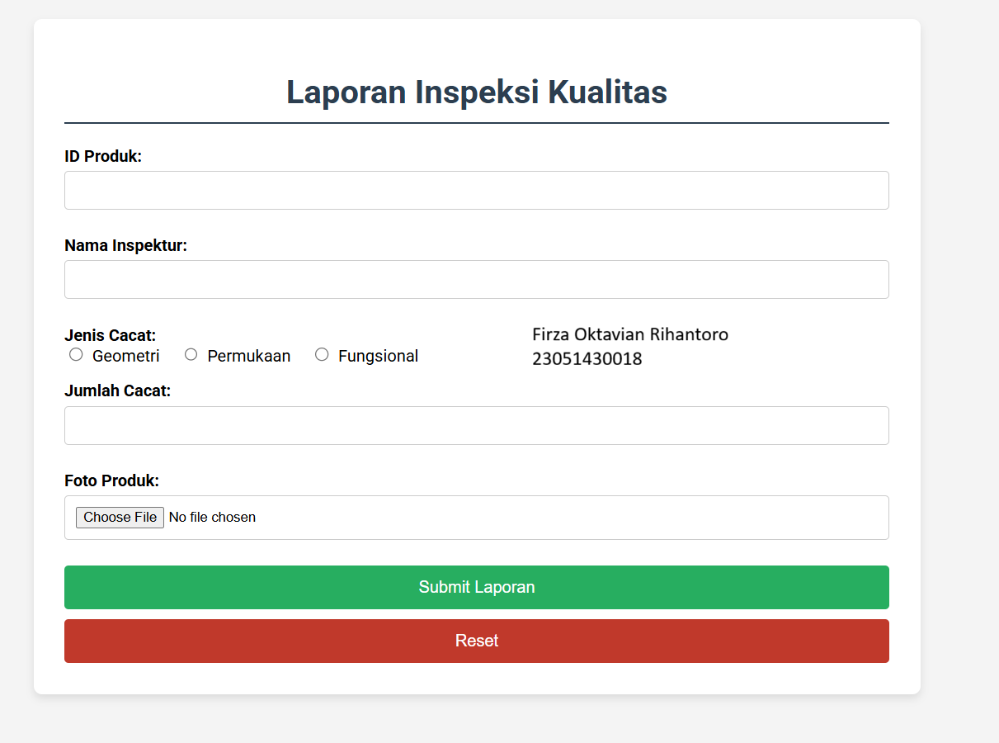 Laporan Inspeksi Kualitas
ID Produk:
Nama Inspektur:
Jenis Cacat:
Geometri Permukaan Fungsional
Firza Oktavian Rihantoro
23051430018
Jumlah Cacat:
Foto Produk:
Choose File No file chosen
Submit Laporan
Reset